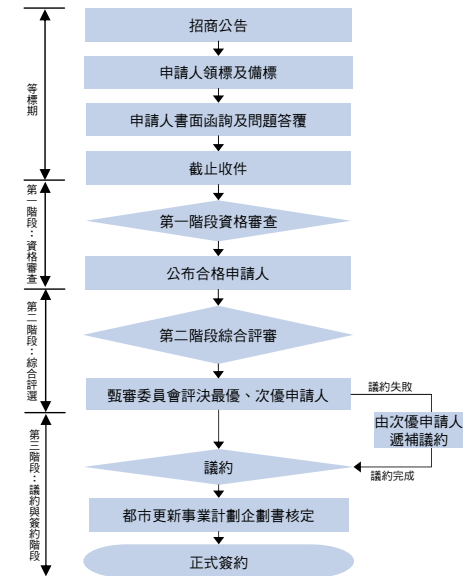 招商公告
申請人領標及備標
申請人書面函詢及問題答覆
截止收件
等標期
第一階段資格審查
公布合格申請人
第一階段：資格審查
第二階段綜合評審
甄審委員會評決最優、次優申請人
第二階段：綜合評選
議約失敗
由次優申請人
遞補議約
議約完成
議約
都市更新事業計劃企劃書核定
正式簽約
第三階段：議約與簽約階段